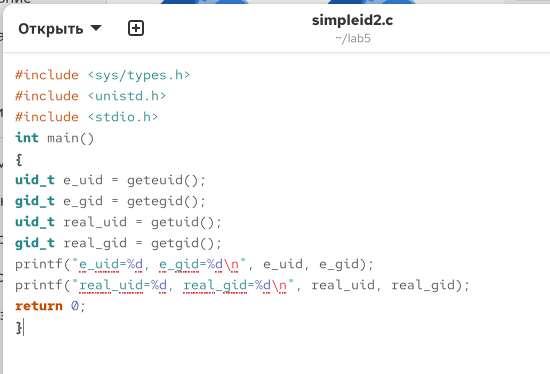 Открыть
simpleid2.c
~/lab5
#include <sys/types.h>
#include <unistd.h>
#include <stdio.h>
int main()
{
uid_t e_uid = geteuid();
gid_t e_gid = getegid();
uid_t real_uid = getuid();
gid_t real_gid = getgid();
printf("e_uid=%d, e_gid=%d\n", e_uid, e_gid);
printf("real_uid=%d, real_gid=%d\n", real_uid, real_gid);
return 0;
}